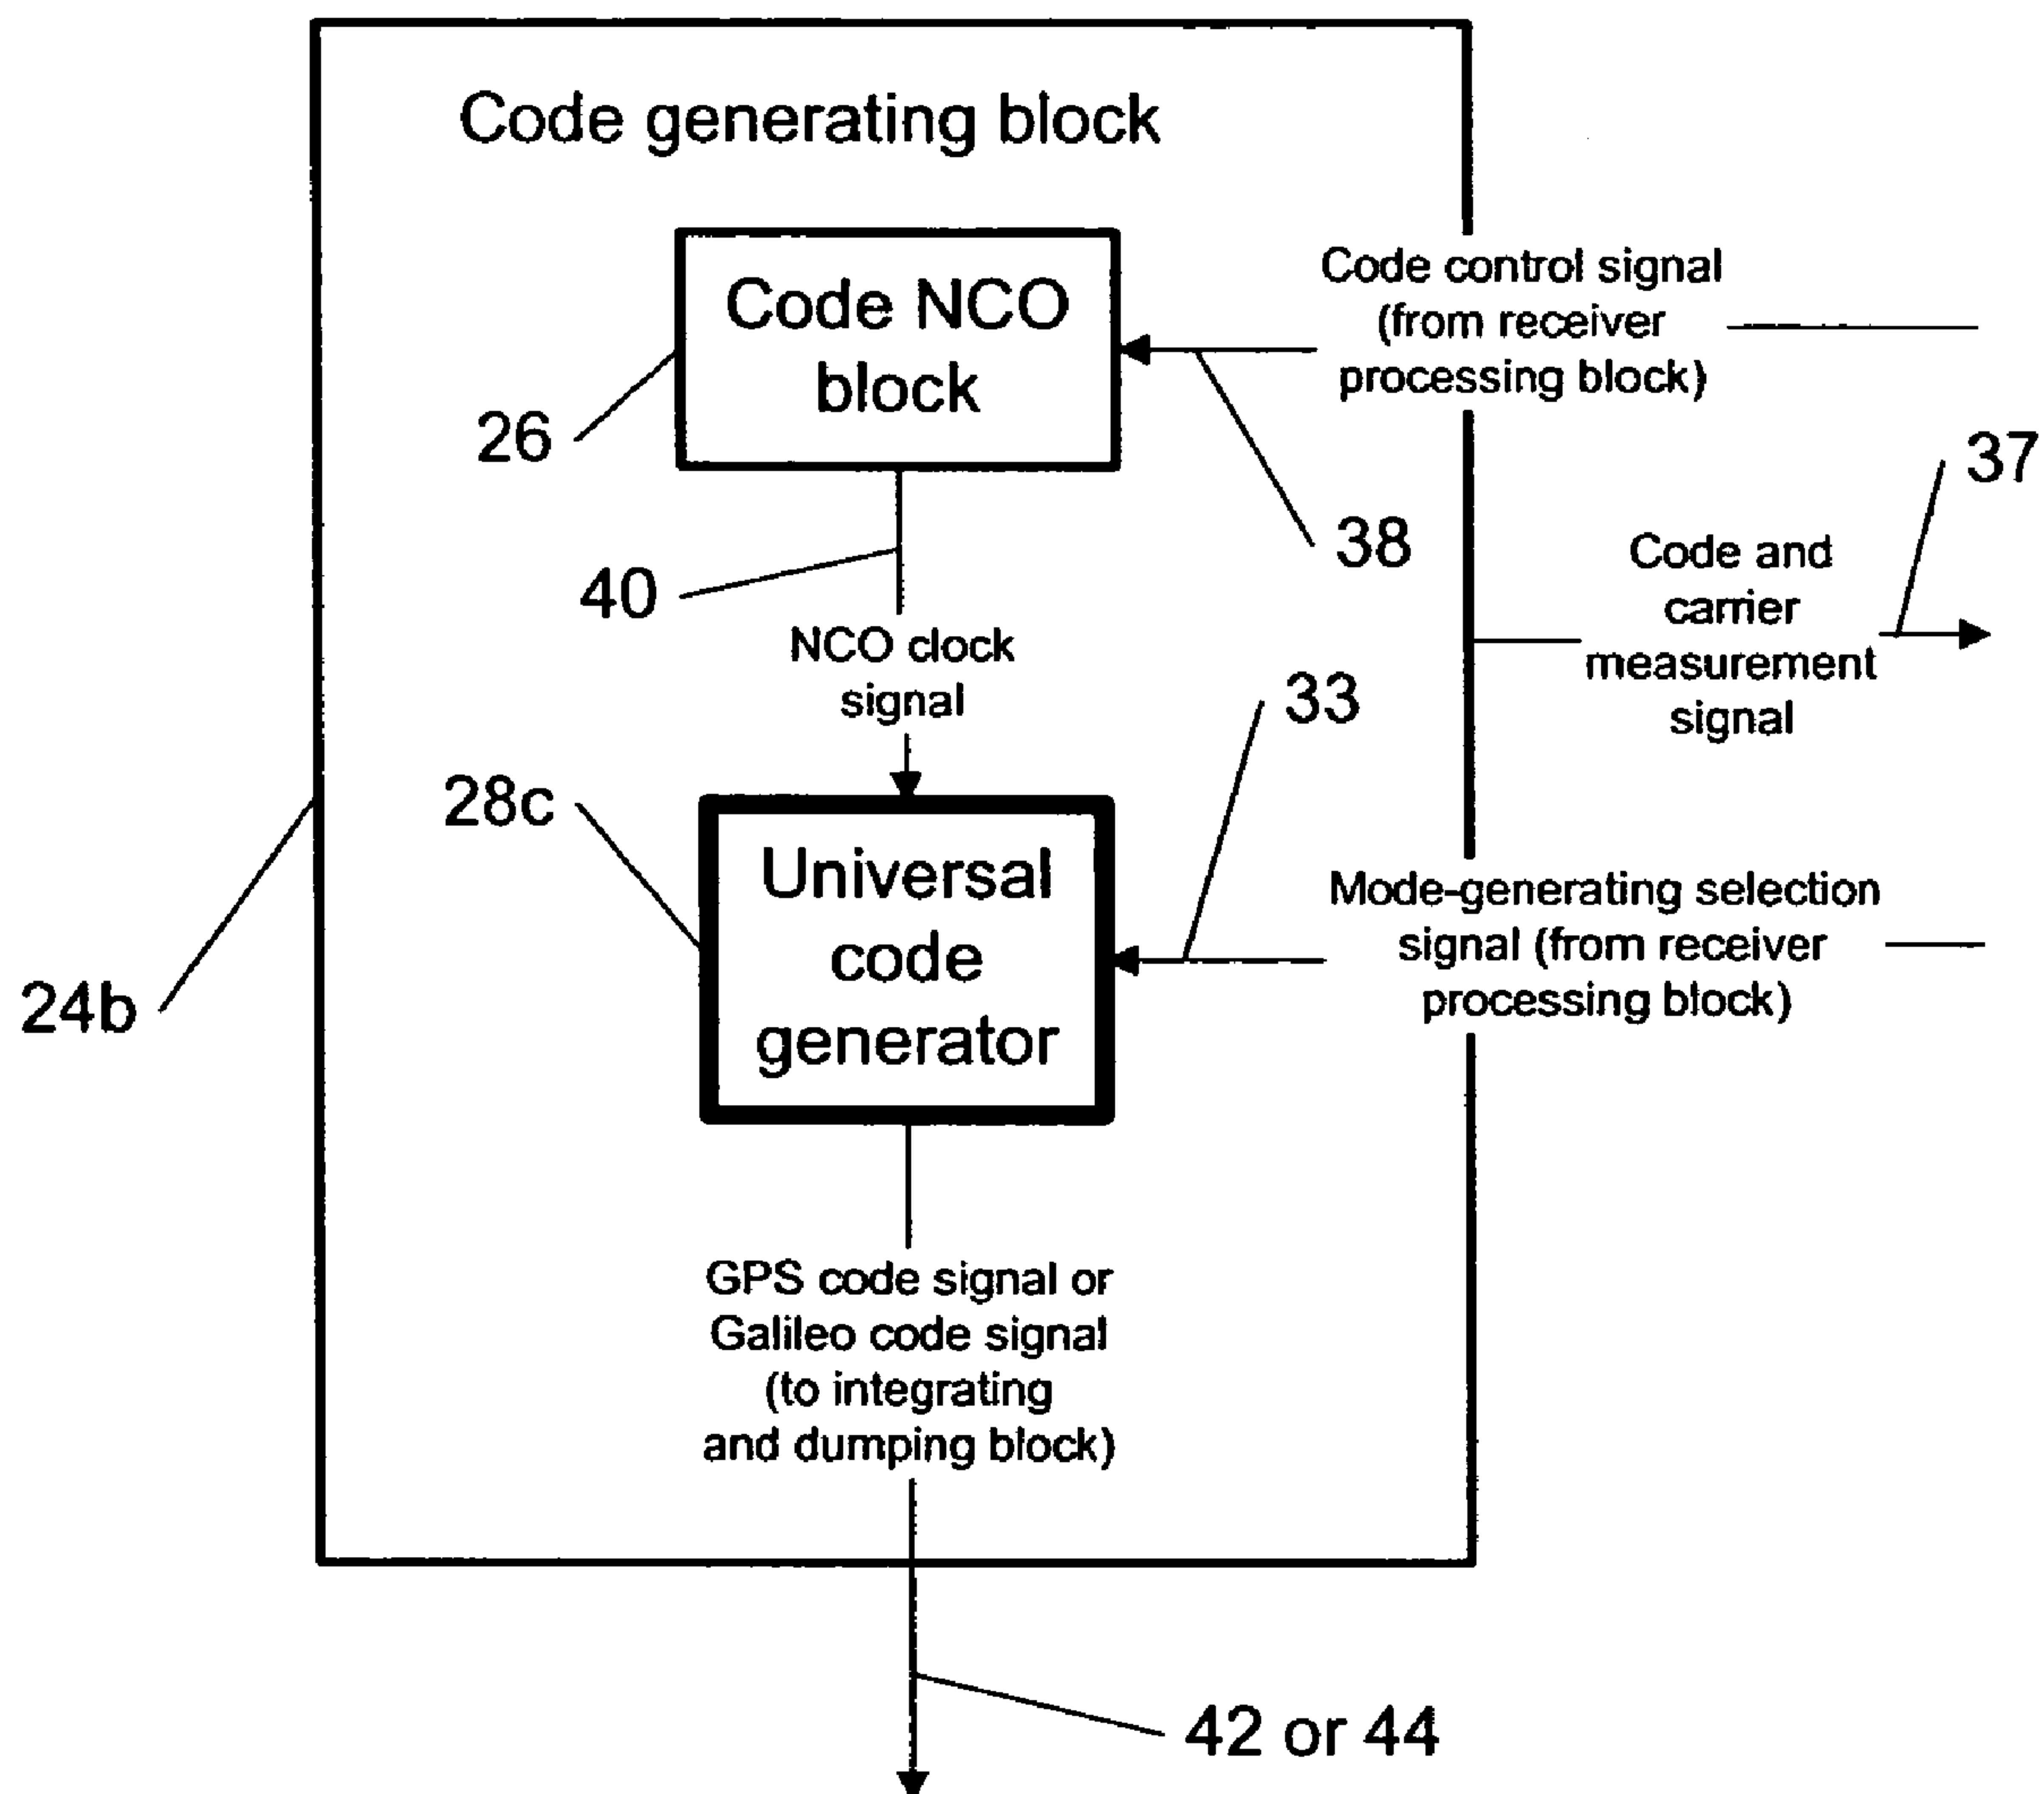 Code generating block
Code NCO
block
Code control signal
(from receiver
processing block)
26
38
37
40
Code and
carrier
measurement
signal
NCO clock
signal
33
28c
Universal
code
generator
Mode-generating selection
signal (from receiver
processing block)
24b
GPS code signal or
Galileo code signal
(to integrating
and dumping block)
42 or 44